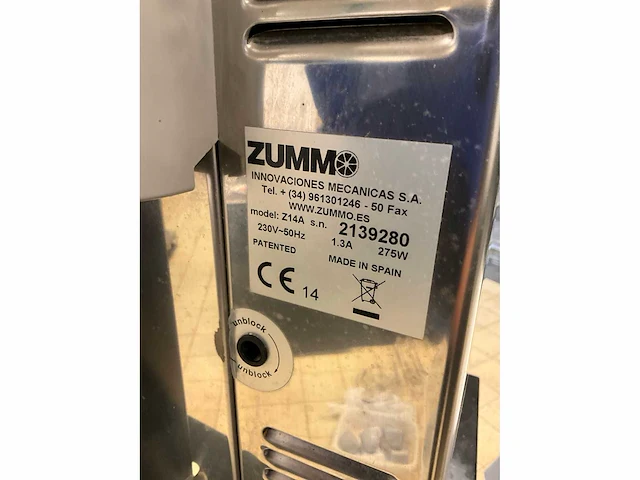 ZUMMO
INNOVACIONES MECANICAS S.A.
Tel. + (34) 961301246 - 50 Fax
WWW.ZUMMO.ES
model: Z14A s.n. 2139280
230V~50Hz 1.3A 275W
PATENTED MADE IN SPAIN
CE 14
unblock
unblock